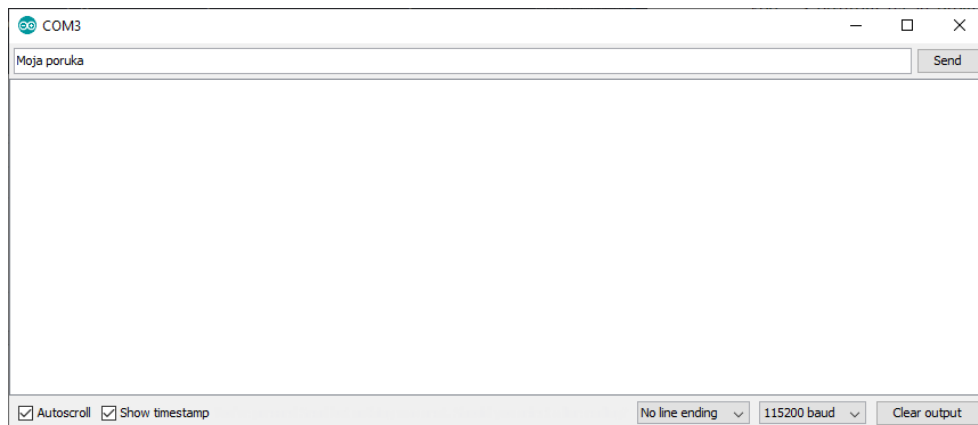 COM3
Moja poruka Send
Autoscroll Show timestamp No line ending 115200 baud Clear output